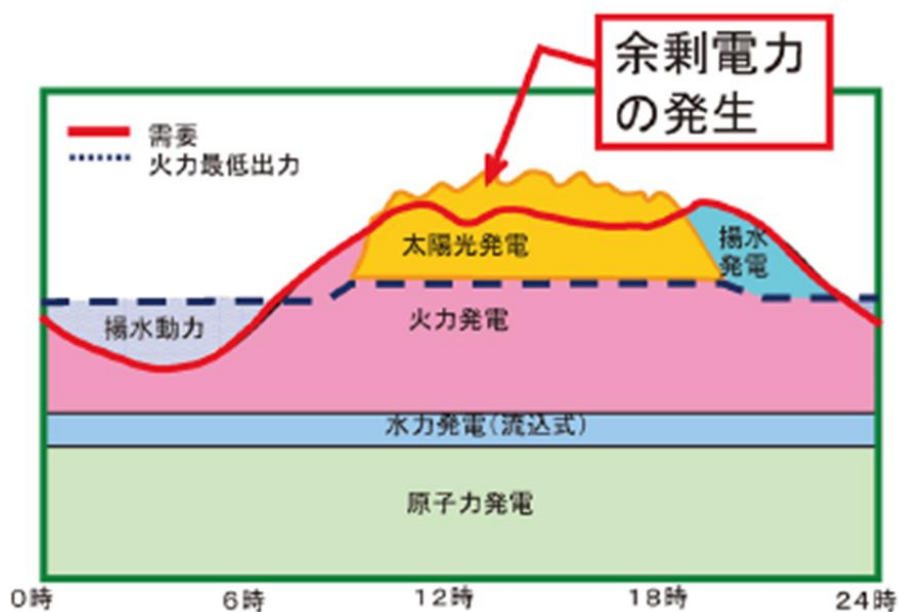 余剰電力
の発生
需要
火力最低出力
太陽光発電
揚水
発電
揚水動力
火力発電
水力発電(流込式)
原子力発電
0時
6時
12時
18時
24時